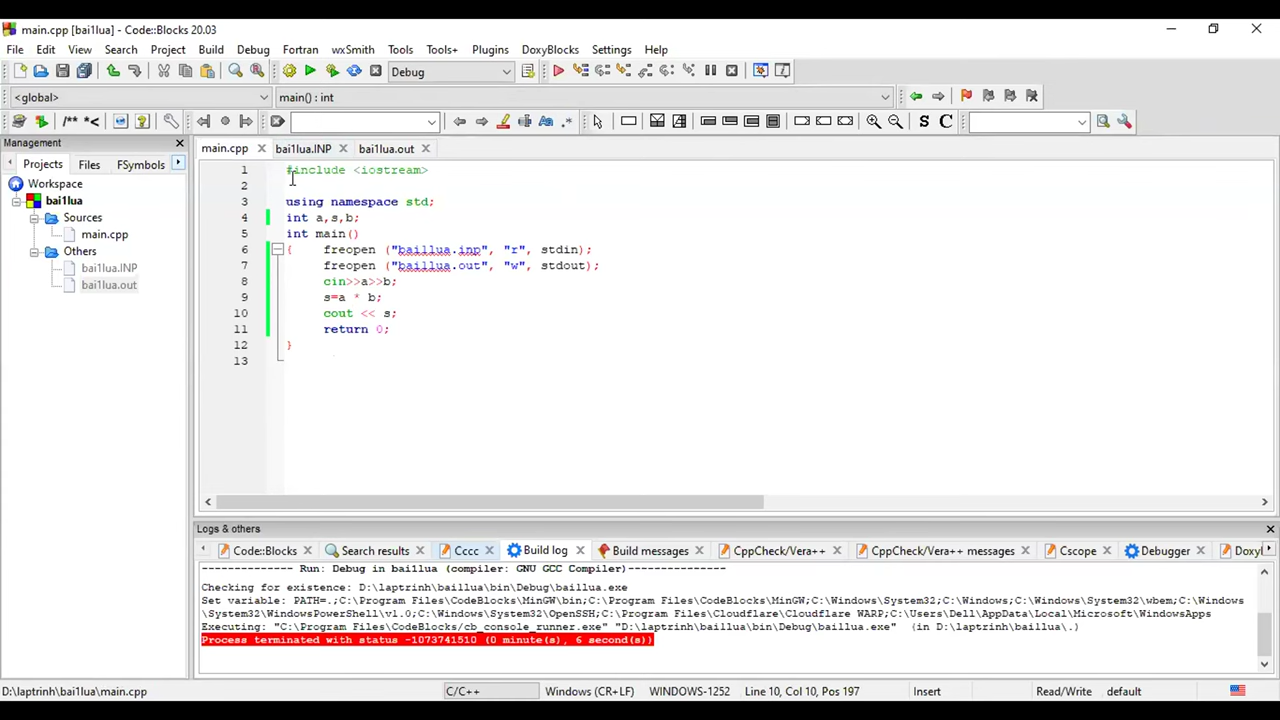 main.cpp [bai1lua] - Code::Blocks 20.03
File Edit View Search Project Build Debug Fortran wxSmith Tools Tools+ Plugins DoxyBlocks Settings Help
Debug
<global> main() : int
/** *< S C
Management
main.cpp bai1lua.INP bai1lua.out
Projects Files FSymbols
Workspace
bai1lua
Sources
main.cpp
Others
bai1lua.INP
bai1lua.out
1 #include <iostream>
2
3 using namespace std;
4 int a,s,b;
5 int main()
6 { freopen ("bai1lua.inp", "r", stdin);
7 freopen ("bai1lua.out", "w", stdout);
8 cin>>a>>b;
9 s=a * b;
10 cout << s;
11 return 0;
12 }
13
Logs & others
Code::Blocks Search results Cccc Build log Build messages CppCheck/Vera++ CppCheck/Vera++ messages Cscope Debugger Doxyl
-------------- Run: Debug in bai1lua (compiler: GNU GCC Compiler)---------------
Checking for existence: D:\laptrinh\bai1lua\bin\Debug\bai1lua.exe
Set variable: PATH=.;C:\Program Files\CodeBlocks\MinGW\bin;C:\Program Files\CodeBlocks\MinGW;C:\Windows\System32;C:\Windows;C:\Windows\System32\wbem;C:\Windows
\System32\WindowsPowerShell\v1.0;C:\Windows\System32\OpenSSH;C:\Program Files\Cloudflare\Cloudflare WARP;C:\Users\Dell\AppData\Local\Microsoft\WindowsApps
Executing: "C:\Program Files\CodeBlocks/cb_console_runner.exe" "D:\laptrinh\bai1lua\bin\Debug\bai1lua.exe" (in D:\laptrinh\bai1lua\.)
Process terminated with status -1073741510 (0 minute(s), 6 second(s))
D:\laptrinh\bai1lua\main.cpp C/C++ Windows (CR+LF) WINDOWS-1252 Line 10, Col 10, Pos 197 Insert Read/Write default